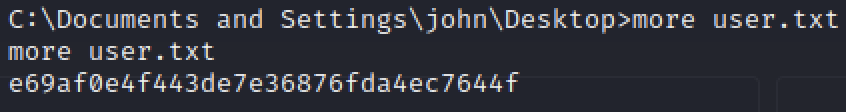 C:\Documents and Settings\john\Desktop>more user.txt
more user.txt
e69af0e4f443de7e36876fda4ec7644f